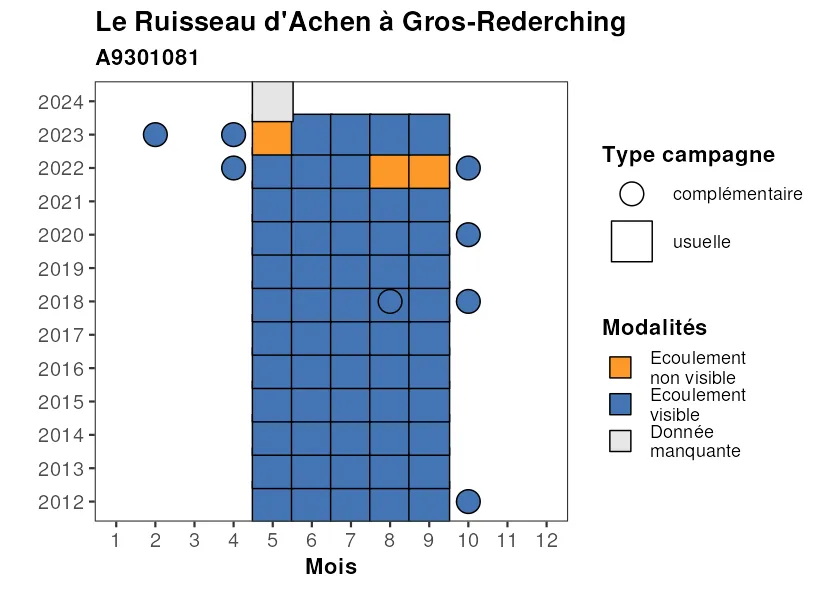 Le Ruisseau d'Achen à Gros-Rederching
A9301081
2024
2023
2022
2021
2020
2019
2018
2017
2016
2015
2014
2013
2012
1 2 3 4 5 6 7 8 9 10 11 12
Mois
Type campagne
complémentaire
usuelle
Modalités
Ecoulement
non visible
Ecoulement
visible
Donnée
manquante